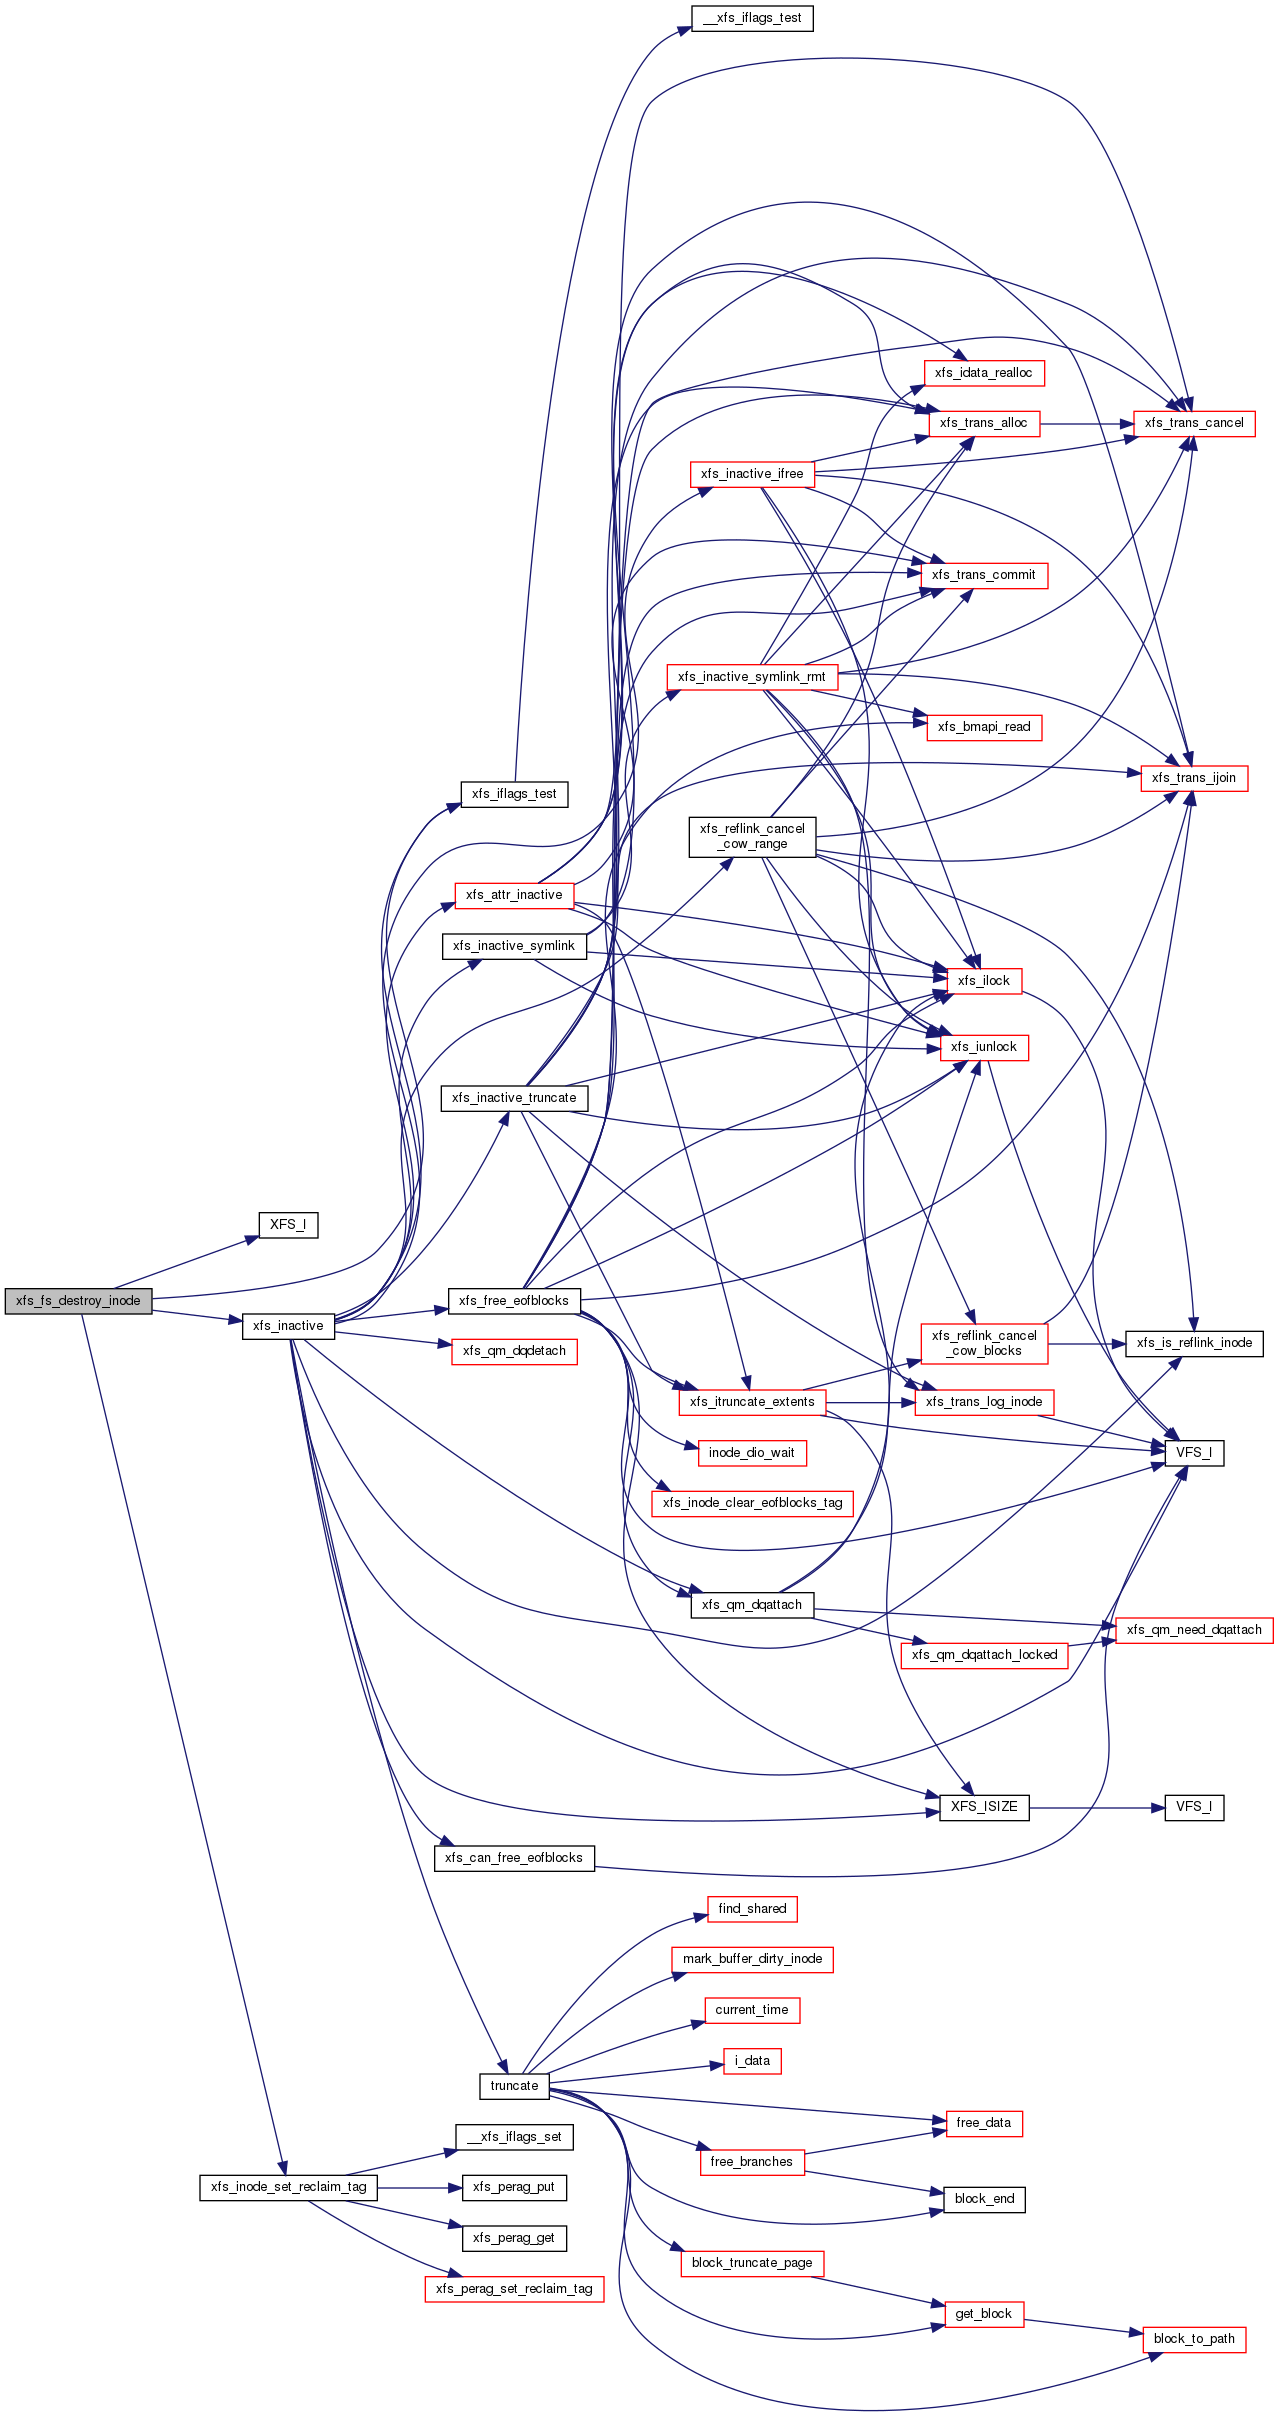 __xfs_iflags_test
xfs_idata_realloc
xfs_trans_alloc
xfs_trans_cancel
xfs_inactive_ifree
xfs_trans_commit
xfs_inactive_symlink_rmt
xfs_bmapi_read
xfs_trans_ijoin
xfs_iflags_test
xfs_reflink_cancel
_cow_range
xfs_attr_inactive
xfs_inactive_symlink
xfs_ilock
xfs_iunlock
xfs_inactive_truncate
XFS_I
xfs_fs_destroy_inode
xfs_free_eofblocks
xfs_inactive
xfs_reflink_cancel
_cow_blocks
xfs_is_reflink_inode
xfs_qm_dqdetach
xfs_itruncate_extents
xfs_trans_log_inode
inode_dio_wait
VFS_I
xfs_inode_clear_eofblocks_tag
xfs_qm_dqattach
xfs_qm_need_dqattach
xfs_qm_dqattach_locked
XFS_ISIZE
VFS_I
xfs_can_free_eofblocks
find_shared
mark_buffer_dirty_inode
current_time
i_data
truncate
free_data
__xfs_iflags_set
free_branches
xfs_inode_set_reclaim_tag
xfs_perag_put
block_end
xfs_perag_get
block_truncate_page
xfs_perag_set_reclaim_tag
get_block
block_to_path